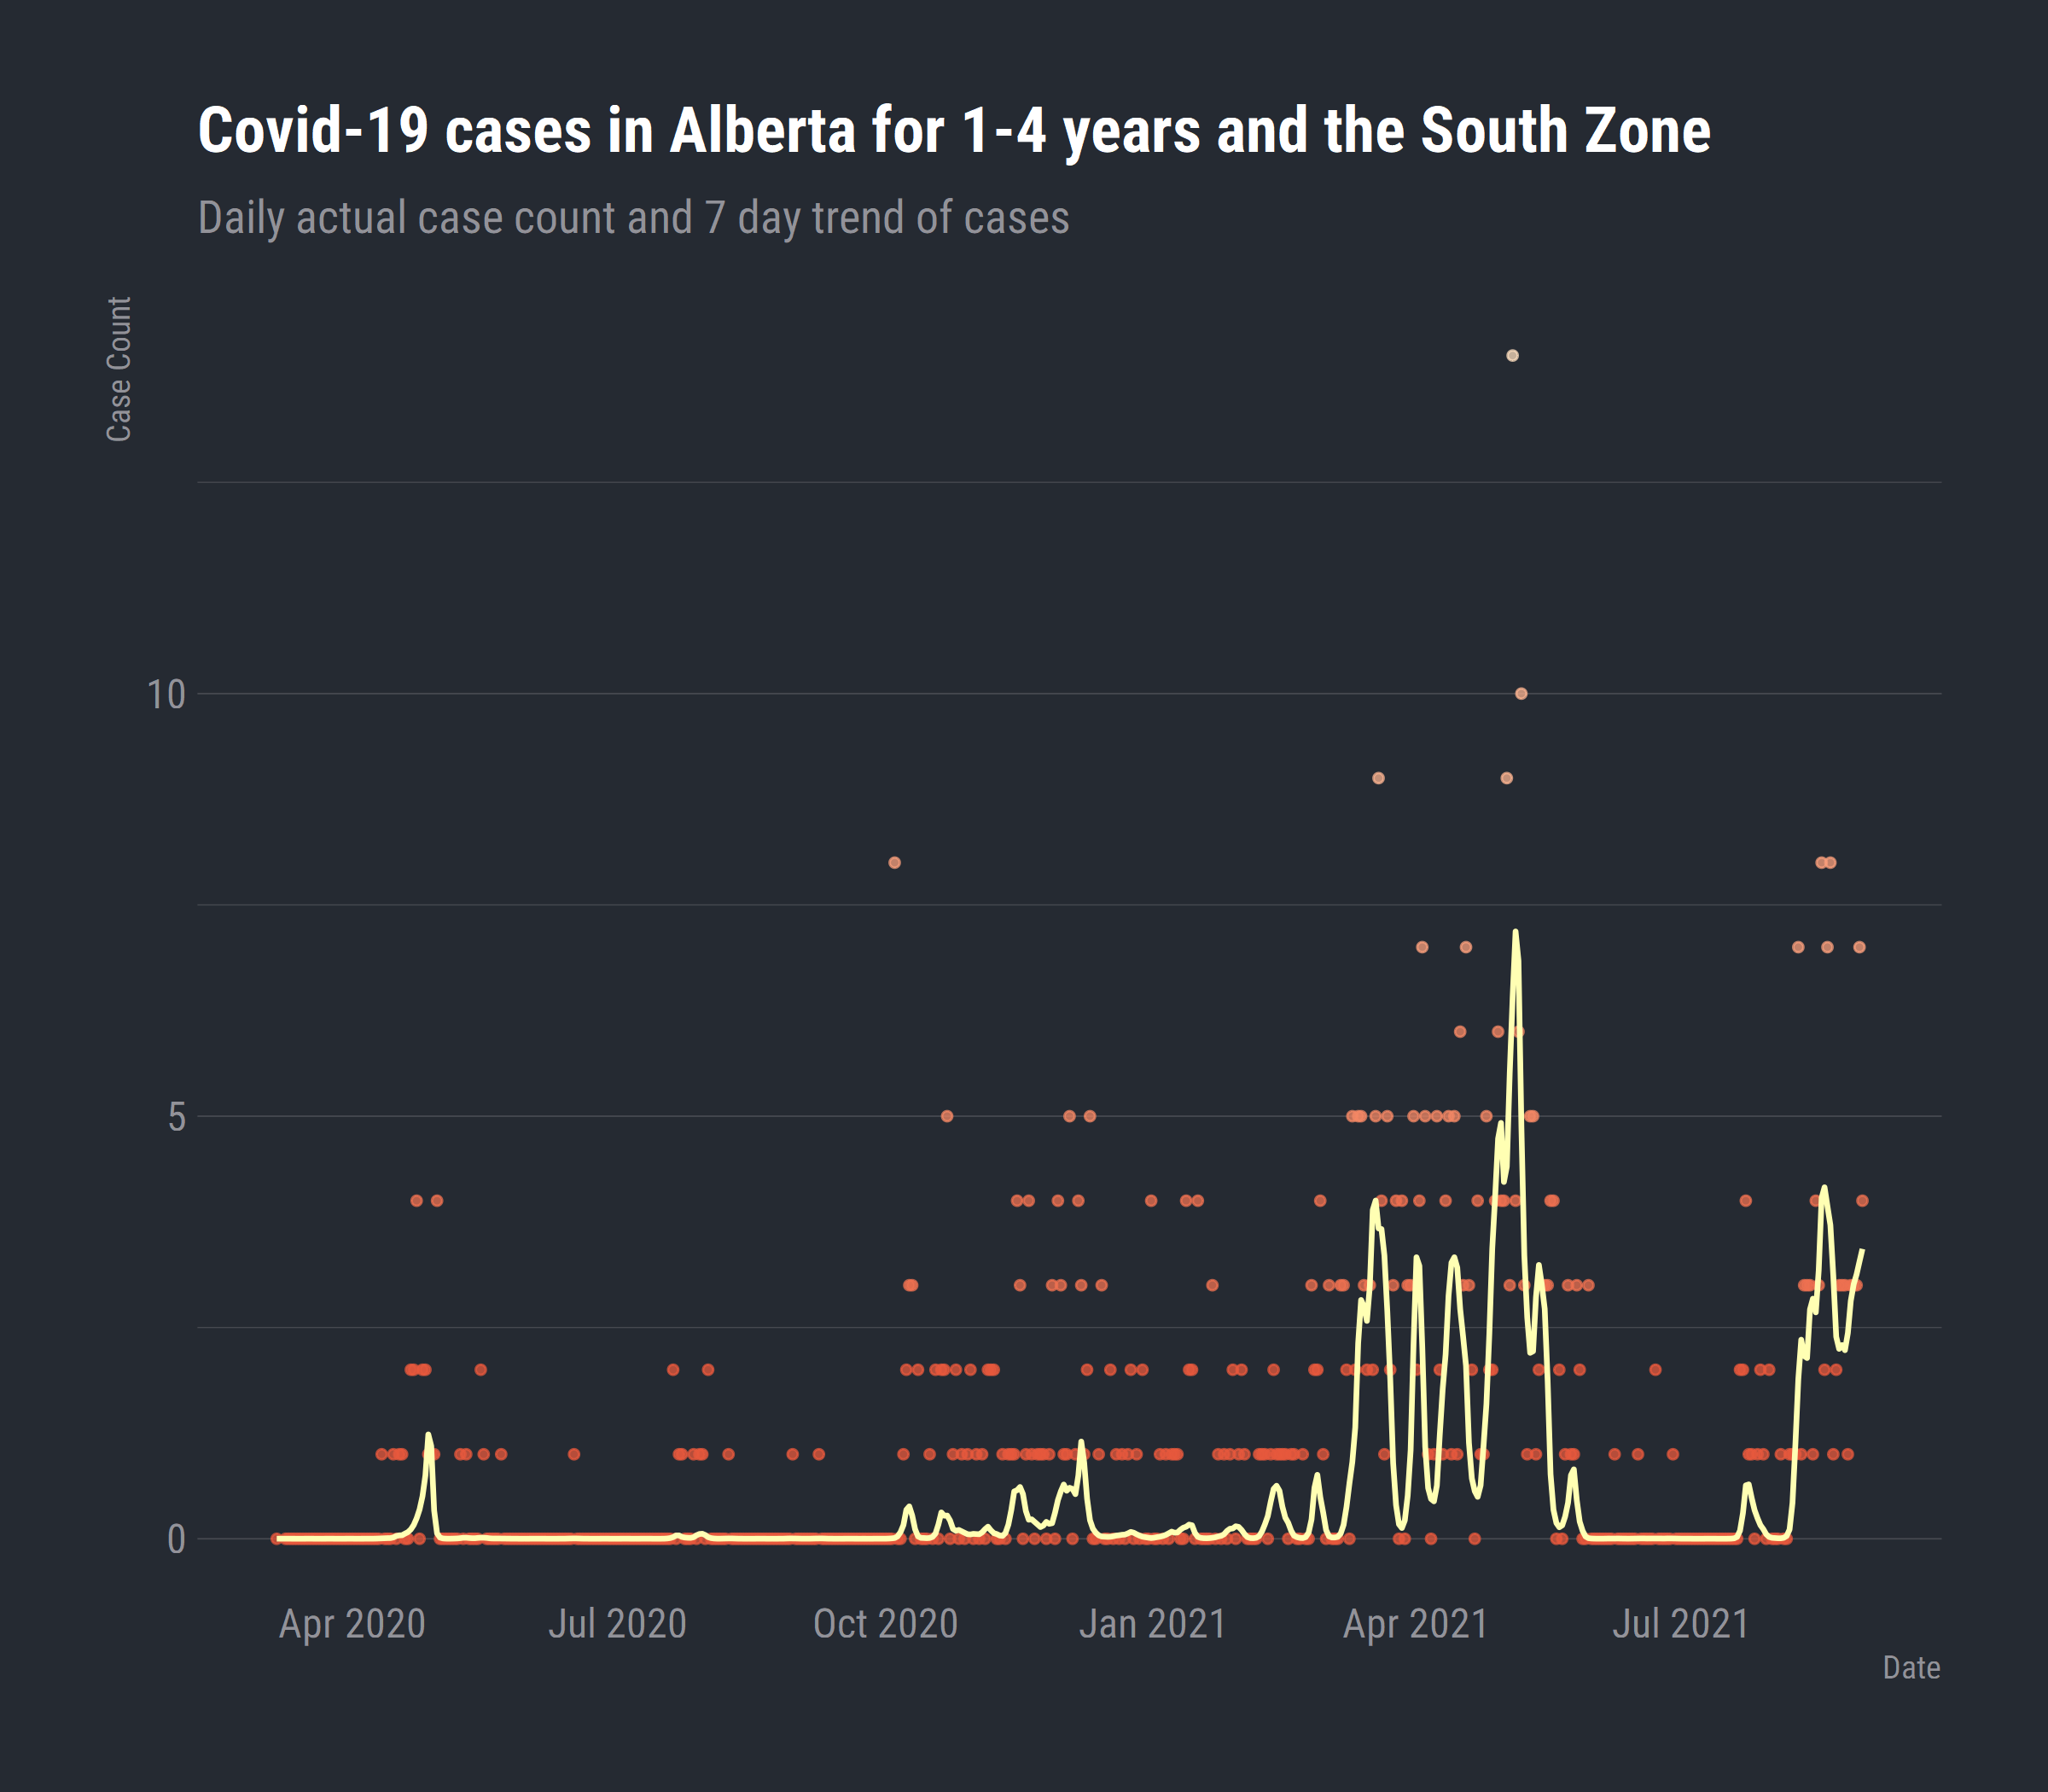 Covid-19 cases in Alberta for 1-4 years and the South Zone
Daily actual case count and 7 day trend of cases
Case Count
10
5
0
Apr 2020
Jul 2020
Oct 2020
Jan 2021
Apr 2021
Jul 2021
Date